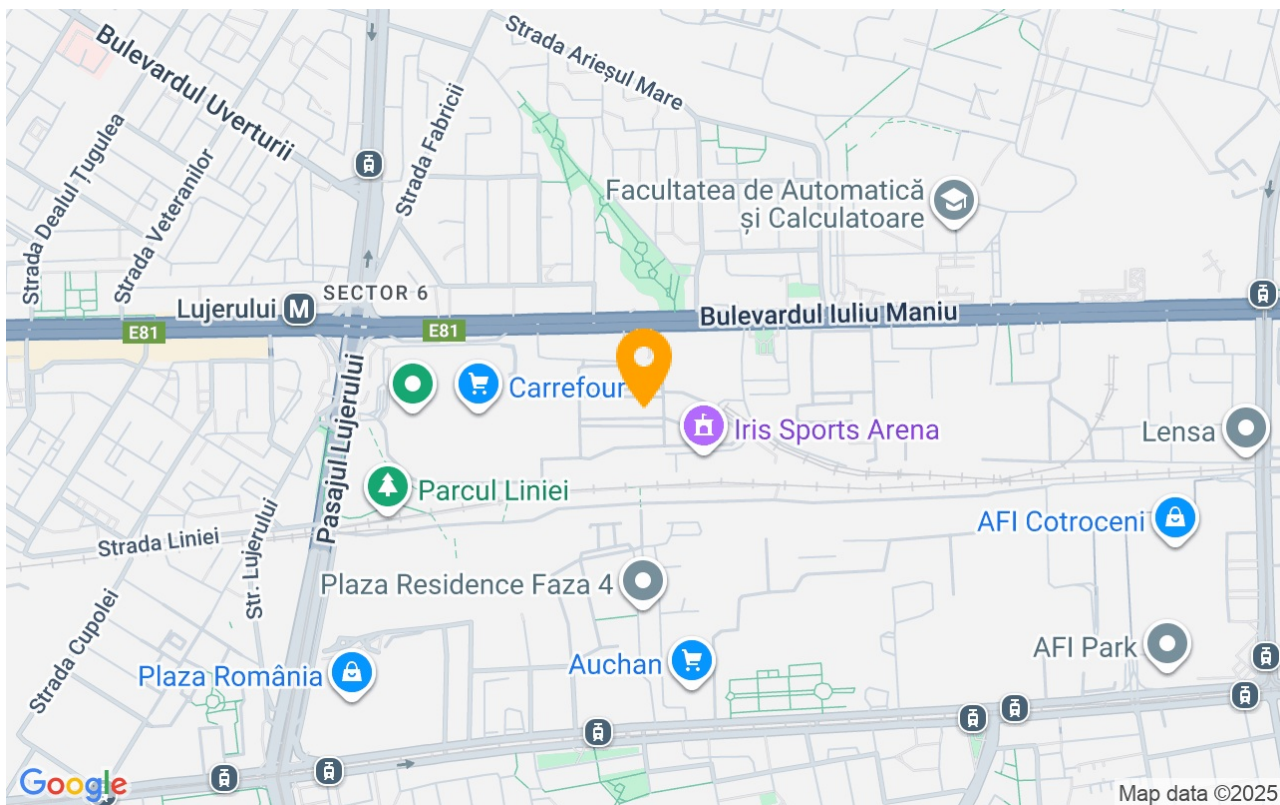 Bulevardul Uverturii
Strada Arieșul Mare
Strada Fabricii
Strada Dealul Țugulea
Strada Veteranilor
Facultatea de Automatică
și Calculatoare
SECTOR 6
Lujerului
M
Bulevardul Iuliu Maniu
E81
E81
Carrefour
Pasajul Lujerului
Iris Sports Arena
Lensa
Parcul Liniei
AFI Cotroceni
Strada Liniei
Str. Lujerului
Plaza Residence Faza 4
Strada Cupolei
Auchan
AFI Park
Plaza România
Google
Map data ©2025